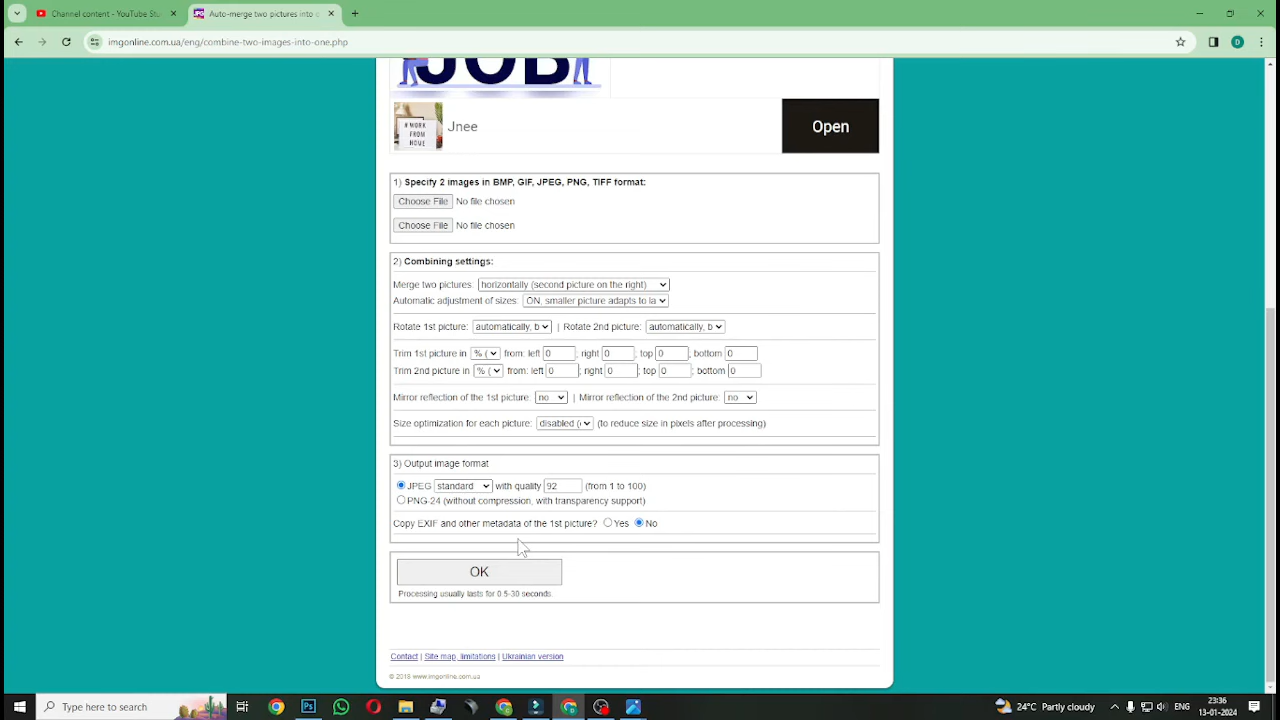 Channel content - YouTube Stu
Auto-merge two pictures into o
imgonline.com.ua/eng/combine-two-images-into-one.php
D
JOB
# WORK
FROM
HOME
Jnee
Open
1) Specify 2 images in BMP, GIF, JPEG, PNG, TIFF format:
Choose File No file chosen
Choose File No file chosen
2) Combining settings:
Merge two pictures: horizontally (second picture on the right)
Automatic adjustment of sizes: ON, smaller picture adapts to la
Rotate 1st picture: automatically, b | Rotate 2nd picture: automatically, b
Trim 1st picture in % ( from: left 0 ; right 0 ; top 0 ; bottom 0
Trim 2nd picture in % ( from: left 0 ; right 0 ; top 0 ; bottom 0
Mirror reflection of the 1st picture: no | Mirror reflection of the 2nd picture: no
Size optimization for each picture: disabled ( (to reduce size in pixels after processing)
3) Output image format
JPEG standard with quality 92 (from 1 to 100)
PNG-24 (without compression, with transparency support)
Copy EXIF and other metadata of the 1st picture? Yes No
OK
Processing usually lasts for 0.5-30 seconds.
Contact | Site map, limitations | Ukrainian version
© 2018 www.imgonline.com.ua
Type here to search
Ps
24°C Partly cloudy
ENG
23:36
13-01-2024